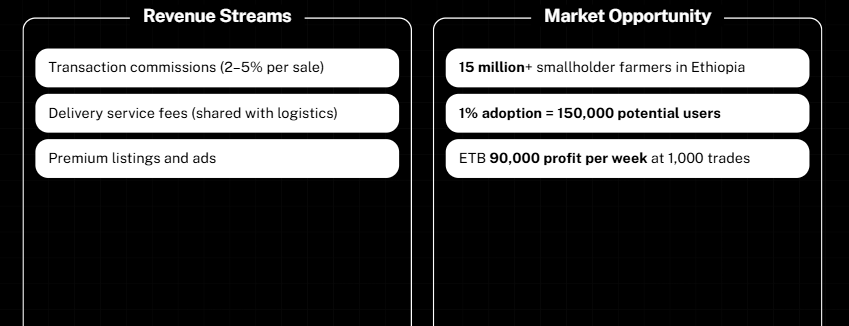 Revenue Streams
Transaction commissions (2–5% per sale)
Delivery service fees (shared with logistics)
Premium listings and ads
Market Opportunity
15 million+ smallholder farmers in Ethiopia
1% adoption = 150,000 potential users
ETB 90,000 profit per week at 1,000 trades